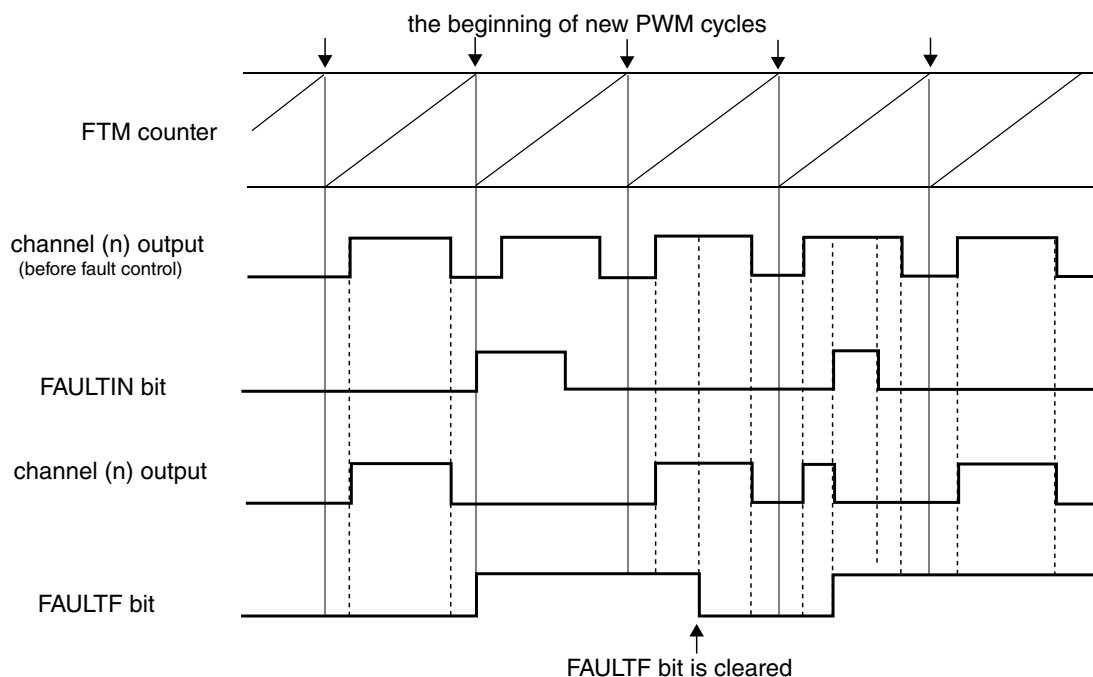 the beginning of new PWM cycles
FTM counter
channel (n) output
(before fault control)
FAULTIN bit
channel (n) output
FAULTF bit
FAULTF bit is cleared